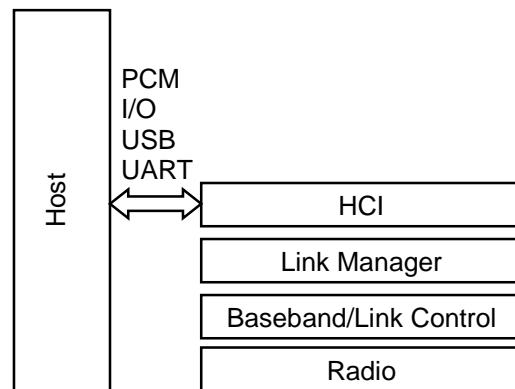 Host
PCM
I/O
USB
UART
HCI
Link Manager
Baseband/Link Control
Radio